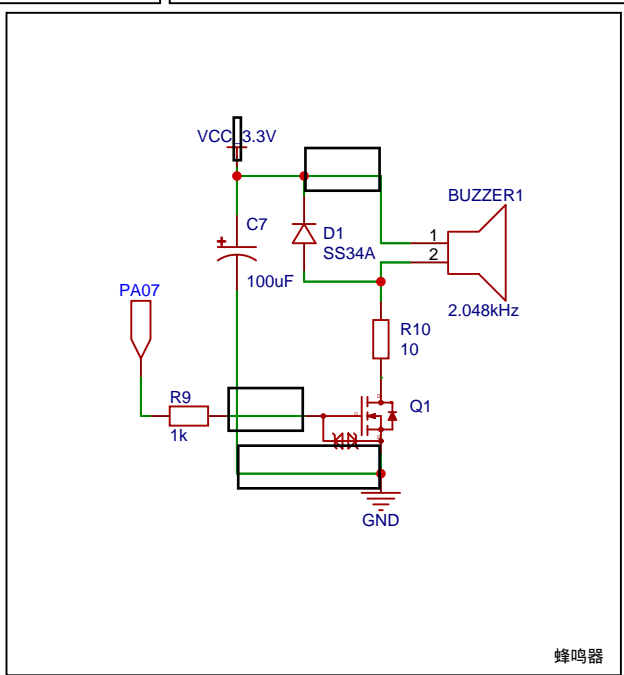 VCC 3.3V
BUZZER1
C7
D1
1
SS34A
2
100uF
PA07
2.048kHz
R10
10
R9
Q1
1k
GND
蜂鸣器